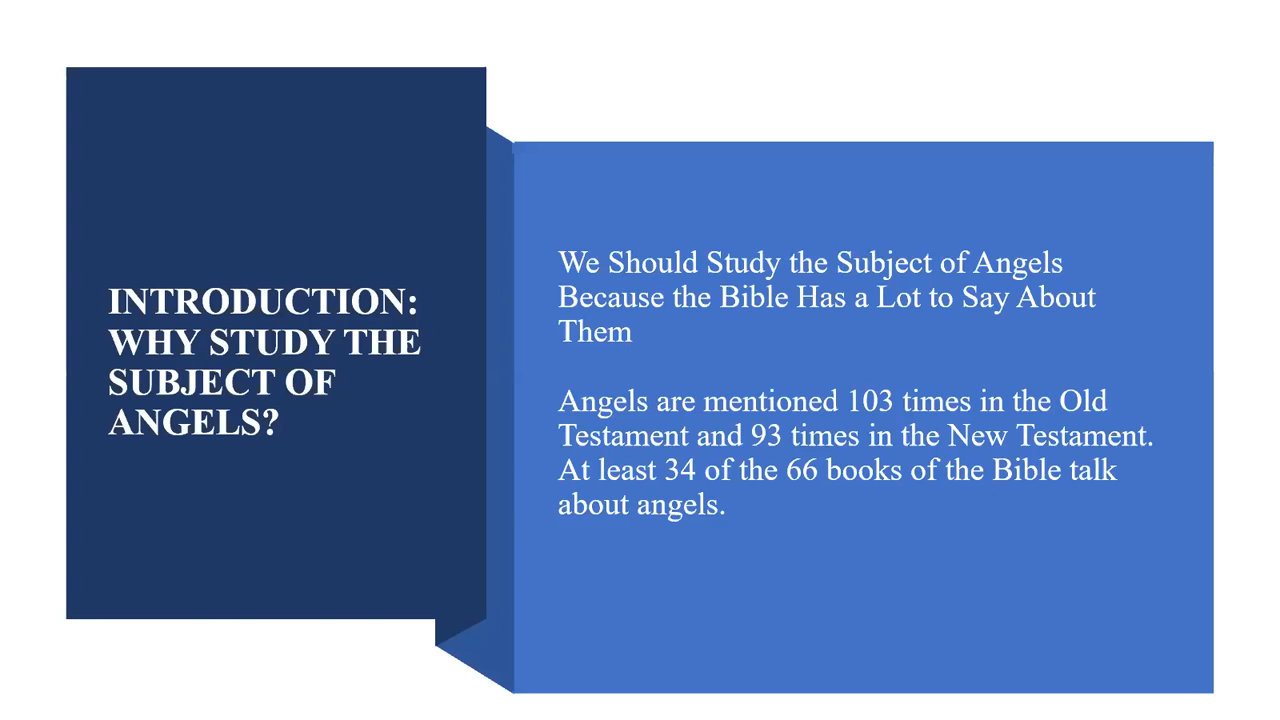 INTRODUCTION:
WHY STUDY THE
SUBJECT OF
ANGELS?
We Should Study the Subject of Angels
Because the Bible Has a Lot to Say About
Them
Angels are mentioned 103 times in the Old
Testament and 93 times in the New Testament.
At least 34 of the 66 books of the Bible talk
about angels.